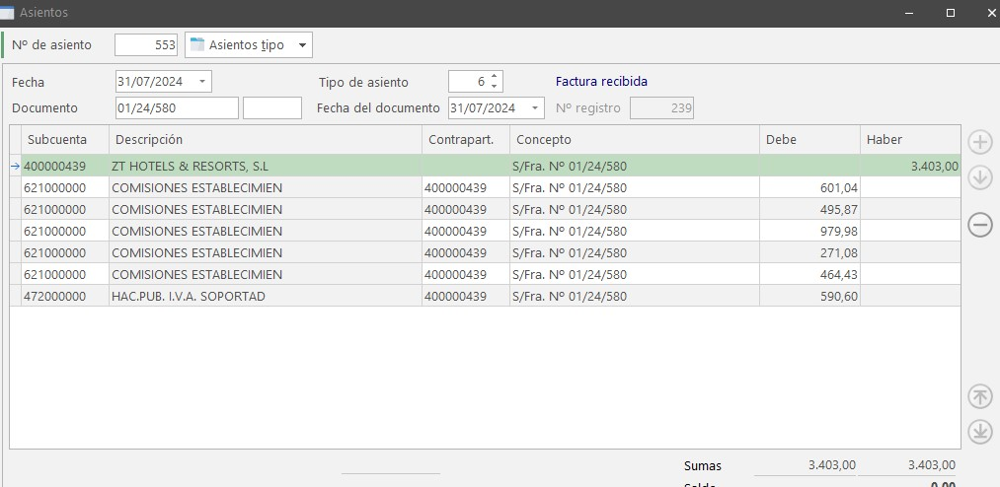 Asientos
Nº de asiento 553 Asientos tipo
Fecha 31/07/2024 Tipo de asiento 6 Factura recibida
Documento 01/24/580 Fecha del documento 31/07/2024 Nº registro 239
Subcuenta Descripción Contrapart. Concepto Debe Haber
400000439 ZT HOTELS & RESORTS, S.L S/Fra. Nº 01/24/580 3.403,00
621000000 COMISIONES ESTABLECIMIEN 400000439 S/Fra. Nº 01/24/580 601,04
621000000 COMISIONES ESTABLECIMIEN 400000439 S/Fra. Nº 01/24/580 495,87
621000000 COMISIONES ESTABLECIMIEN 400000439 S/Fra. Nº 01/24/580 979,98
621000000 COMISIONES ESTABLECIMIEN 400000439 S/Fra. Nº 01/24/580 271,08
621000000 COMISIONES ESTABLECIMIEN 400000439 S/Fra. Nº 01/24/580 464,43
472000000 HAC.PUB. I.V.A. SOPORTAD 400000439 S/Fra. Nº 01/24/580 590,60
Sumas 3.403,00 3.403,00